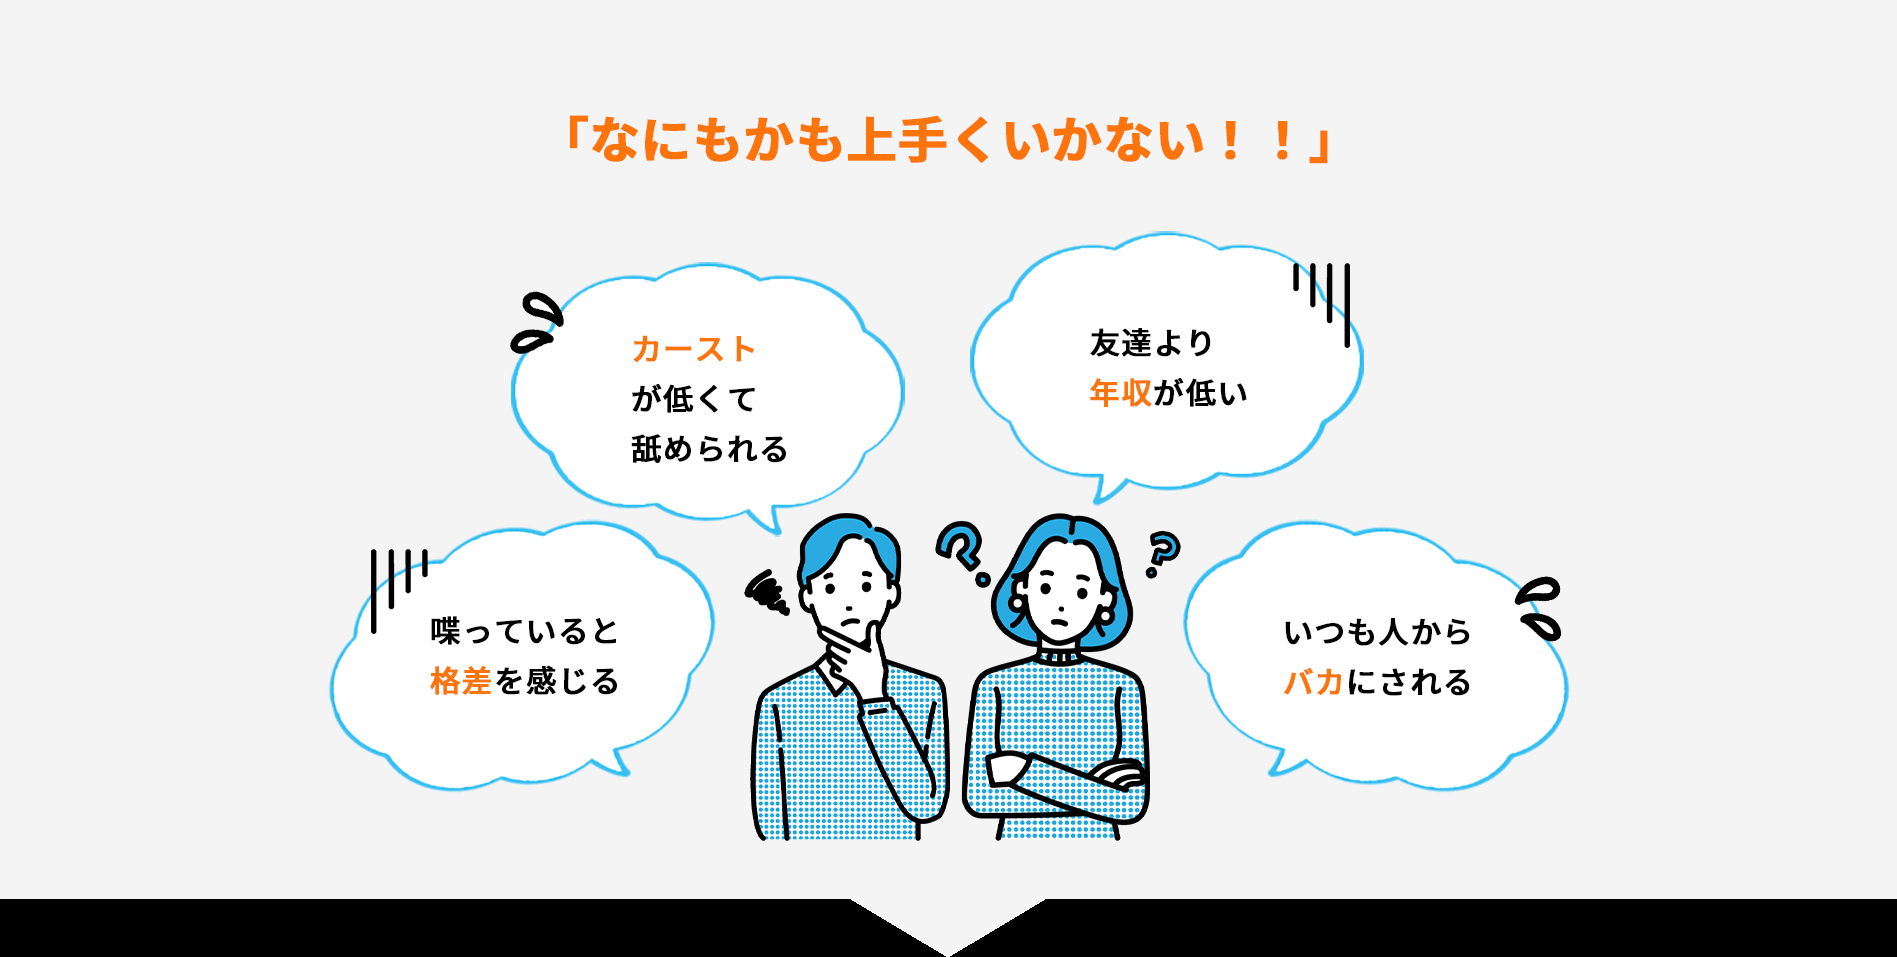 「なにもかも上手くいかない！！」
カースト
が低くて
舐められる
友達より
年収が低い
喋っていると
格差を感じる
いつも人から
バカにされる